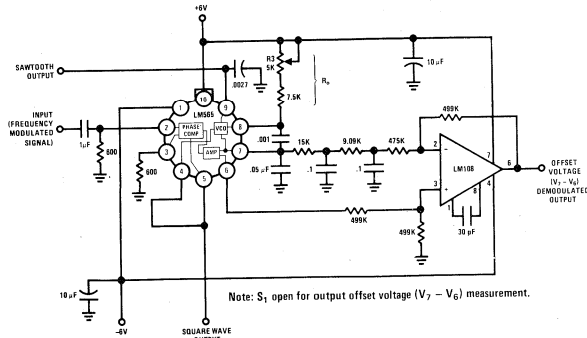 +6V
SAWTOOTH
OUTPUT
.0027
R3
5K
7.5K
R₀
10 μF
INPUT
(FREQUENCY
MODULATED
SIGNAL)
1μF
600
600
LM565
PHASE
COMP
VCO
AMP
1
2
3
4
5
6
7
8
9
10
.001
.05 μF
15K
.1
9.09K
.1
475K
499K
499K
499K
LM108
2
3
7
6
4
1
8
30 pF
OFFSET
VOLTAGE
(V₇ – V₆)
DEMODULATED
OUTPUT
10 μF
–6V
SQUARE WAVE
Note: S₁ open for output offset voltage (V₇ – V₆) measurement.